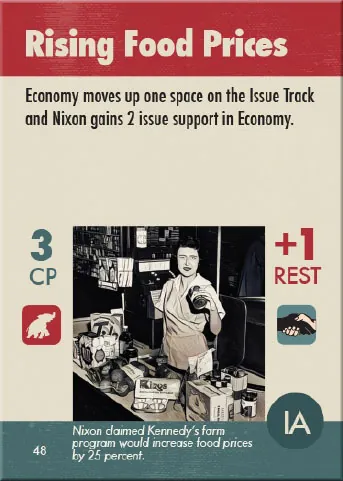 Rising Food Prices
Economy moves up one space on the Issue Track
and Nixon gains 2 issue support in Economy.
3
CP
+1
REST
IA
48
Nixon claimed Kennedy's farm
program would increase food prices
by 25 percent.